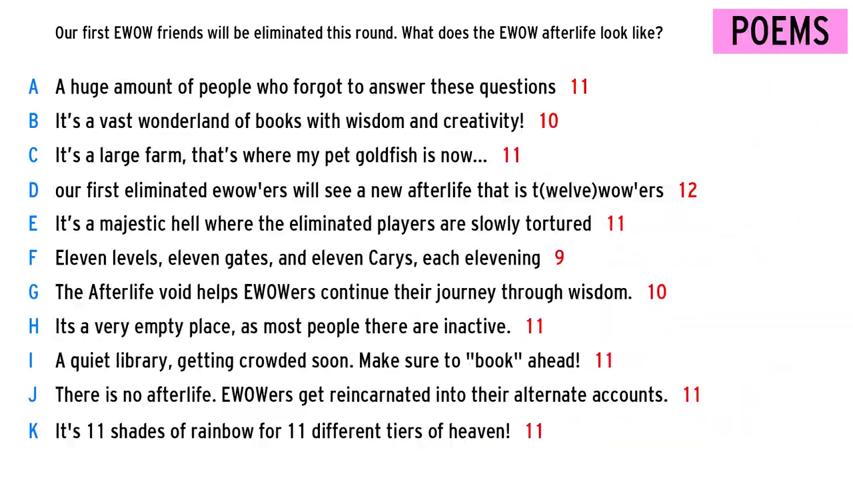 Our first EWOW friends will be eliminated this round. What does the EWOW afterlife look like?
POEMS
A A huge amount of people who forgot to answer these questions 11
B It's a vast wonderland of books with wisdom and creativity! 10
C It's a large farm, that's where my pet goldfish is now... 11
D our first eliminated ewow'ers will see a new afterlife that is t(welve)wow'ers 12
E It's a majestic hell where the eliminated players are slowly tortured 11
F Eleven levels, eleven gates, and eleven Carys, each elevening 9
G The Afterlife void helps EWOWers continue their journey through wisdom. 10
H Its a very empty place, as most people there are inactive. 11
I A quiet library, getting crowded soon. Make sure to "book" ahead! 11
J There is no afterlife. EWOWers get reincarnated into their alternate accounts. 11
K It's 11 shades of rainbow for 11 different tiers of heaven! 11